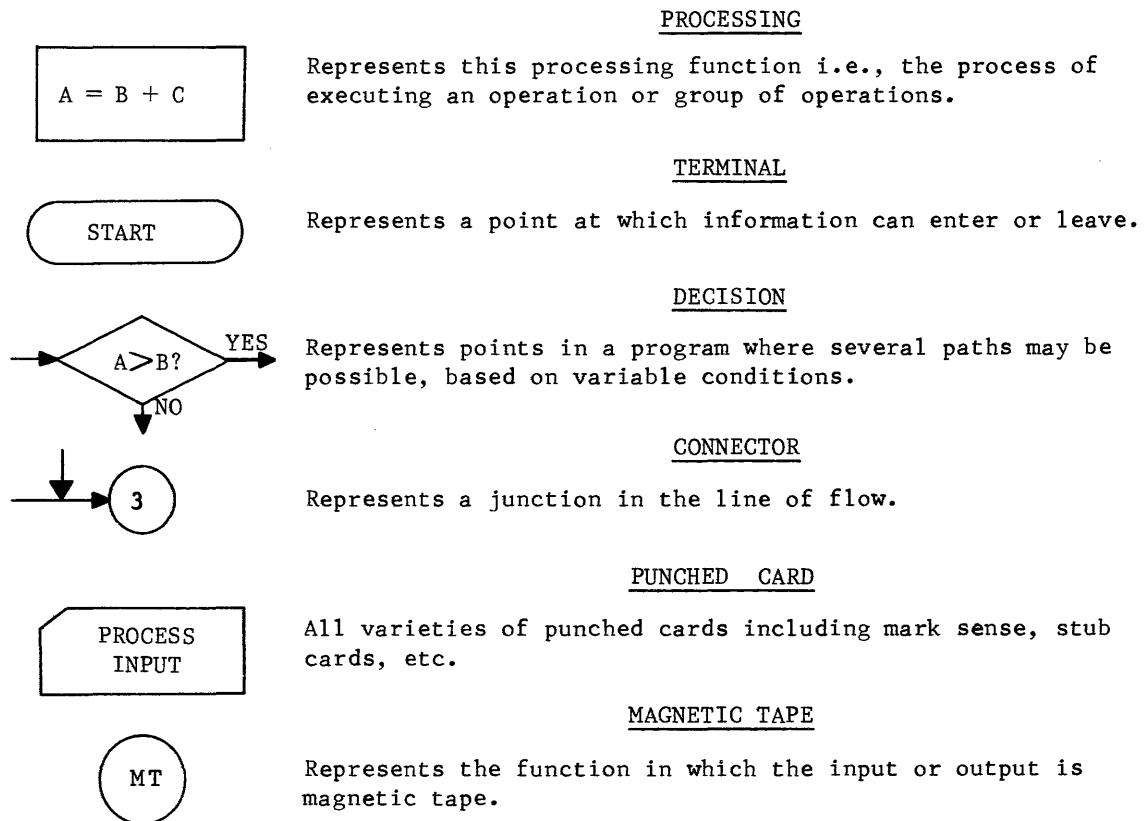 PROCESSING
A = B + C
Represents this processing function i.e., the process of
executing an operation or group of operations.
TERMINAL
START
Represents a point at which information can enter or leave.
DECISION
A>B?
YES
NO
Represents points in a program where several paths may be
possible, based on variable conditions.
CONNECTOR
3
Represents a junction in the line of flow.
PUNCHED CARD
PROCESS
INPUT
All varieties of punched cards including mark sense, stub
cards, etc.
MAGNETIC TAPE
MT
Represents the function in which the input or output is
magnetic tape.